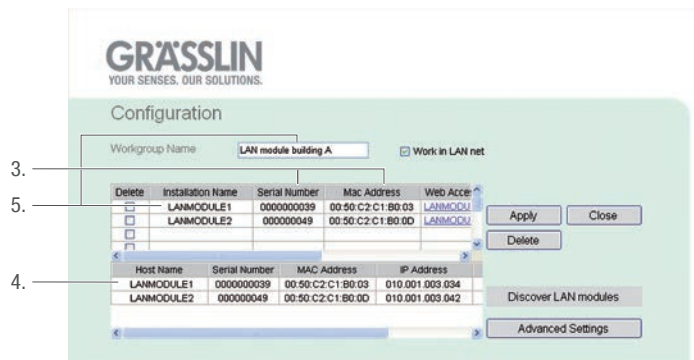 GRÄSSLIN
YOUR SENSES. OUR SOLUTIONS.
Configuration
Workgroup Name LAN module building A Work in LAN net
3.
5.
4.
Delete Installation Name Serial Number Mac Address Web Acce
LANMODULE1 0000000039 00:50:C2:C1:B0:03 LANMODU
LANMODULE2 000000049 00:50:C2:C1:B0:0D LANMODU
Apply Close
Delete
Host Name Serial Number MAC Address IP Address
LANMODULE1 0000000039 00:50:C2:C1:B0:03 010.001.003.034
LANMODULE2 000000049 00:50:C2:C1:B0:0D 010.001.003.042
Discover LAN modules
Advanced Settings